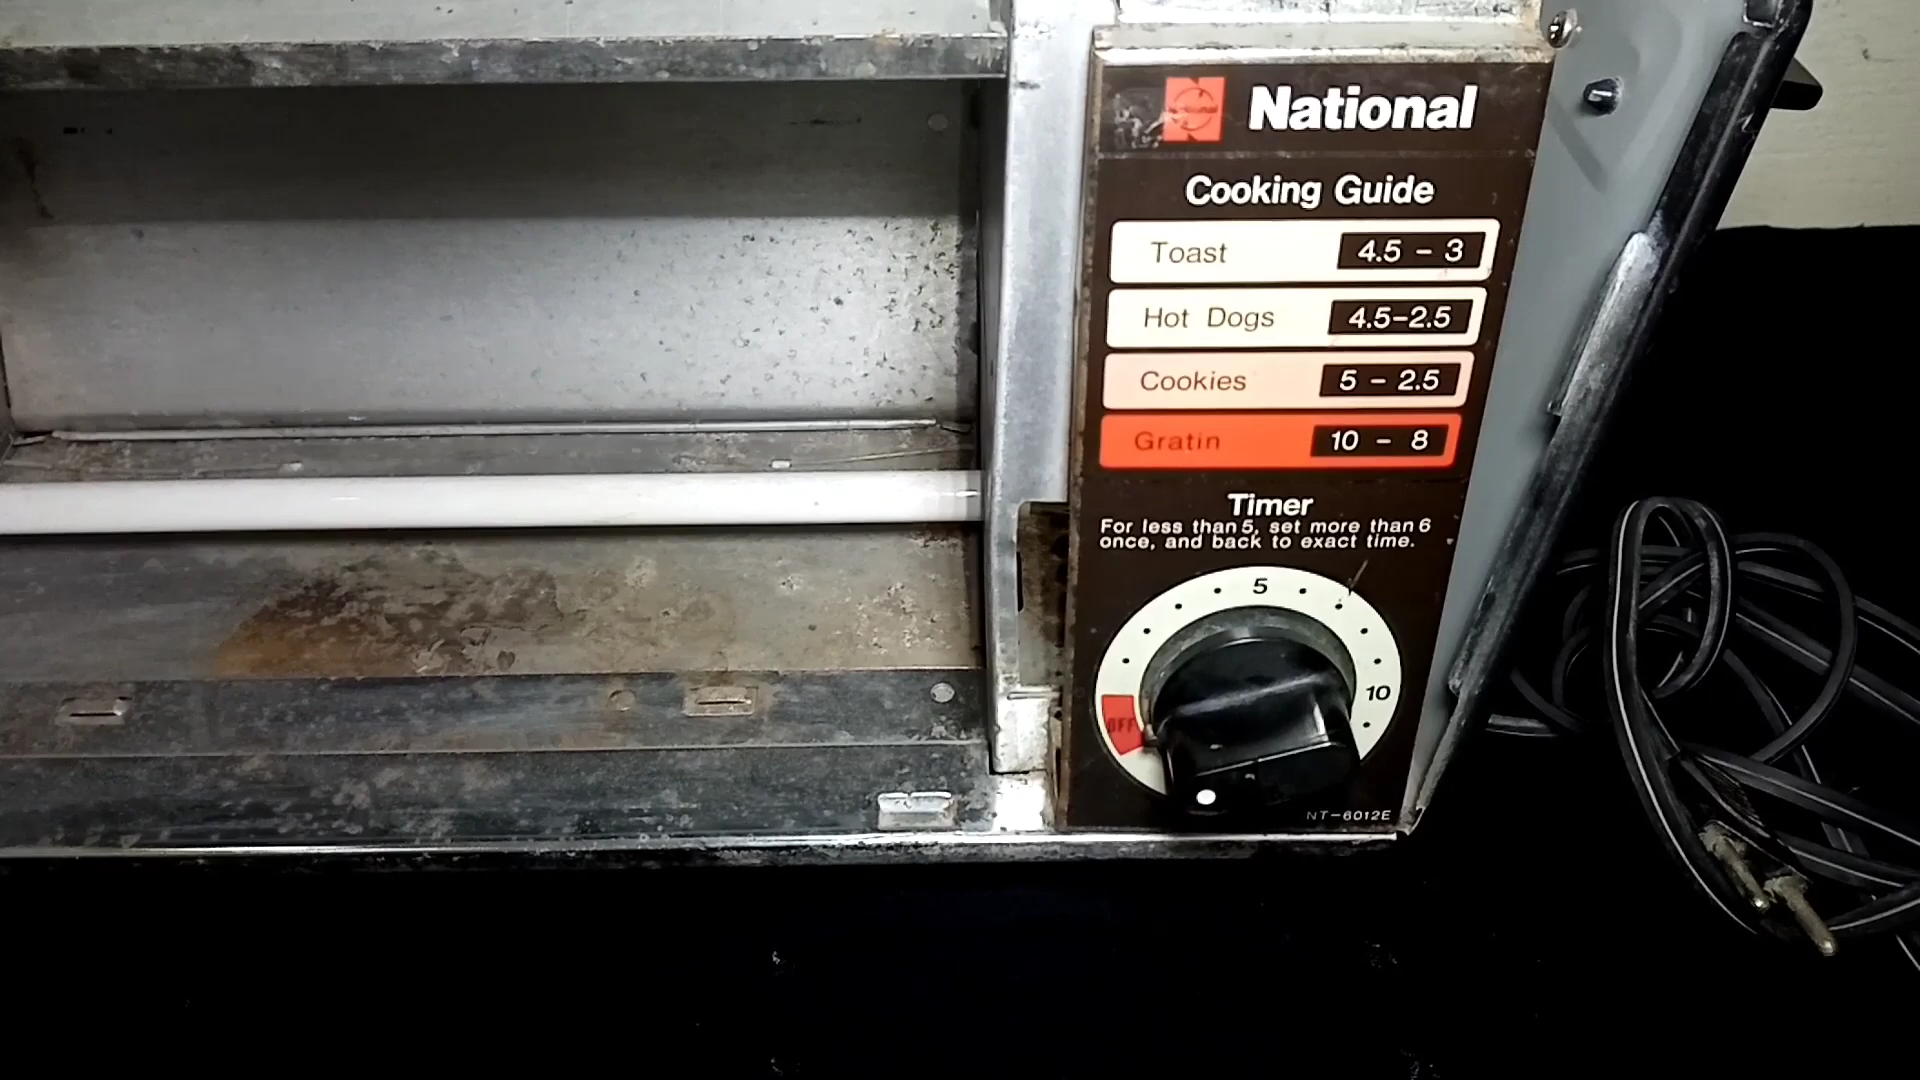 National
Cooking Guide
Toast 4.5 - 3
Hot Dogs 4.5-2.5
Cookies 5 - 2.5
Gratin 10 - 8
Timer
For less than 5, set more than 6
once, and back to exact time.
5
10
OFF
NT-6012E